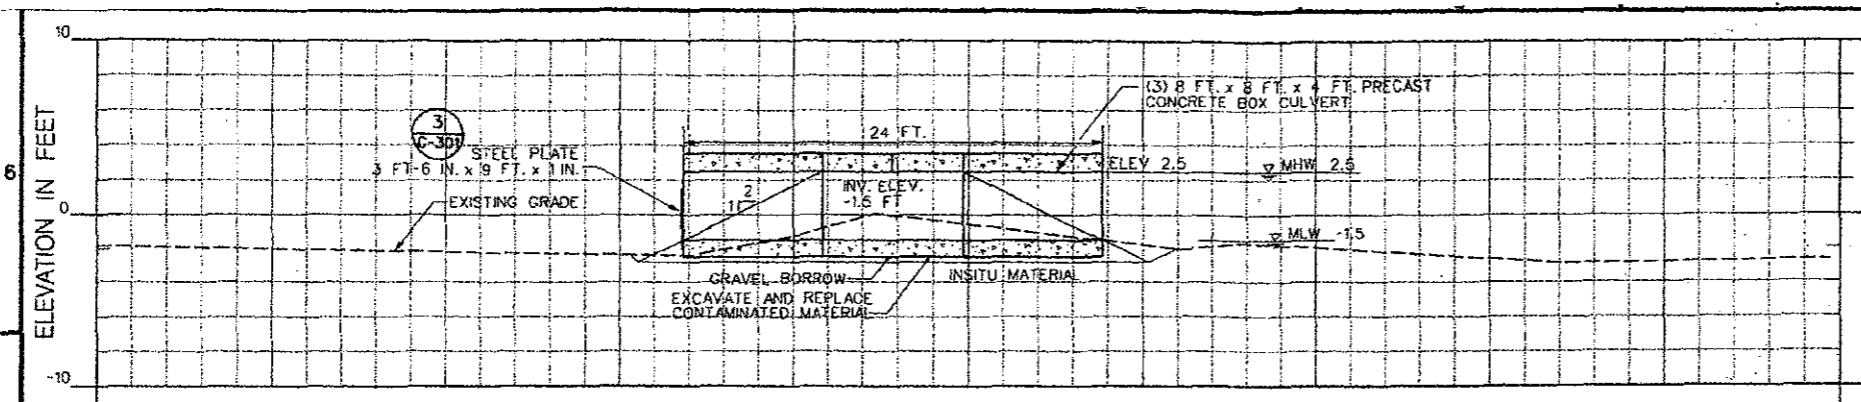 10
(3) 8 FT. x 8 FT. x 4 FT. PRECAST
CONCRETE BOX CULVERT
3
C-301
24 FT.
STEEL PLATE
3 FT-6 IN. x 9 FT. x 1 IN.
ELEV 2.5
MHW 2.5
6
2
1
INV. ELEV.
-1.5 FT
EXISTING GRADE
0
MLW -1.5
ELEVATION IN FEET
GRAVEL BORROW
INSITU MATERIAL
EXCAVATE AND REPLACE
CONTAMINATED MATERIAL
-10